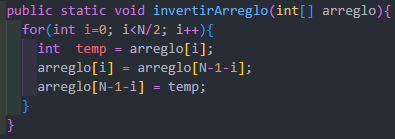 public static void invertirArreglo(int[] arreglo){
  for(int i=0; i<N/2; i++){
    int  temp = arreglo[i];
    arreglo[i] = arreglo[N-1-i];
    arreglo[N-1-i] = temp;
  }
}